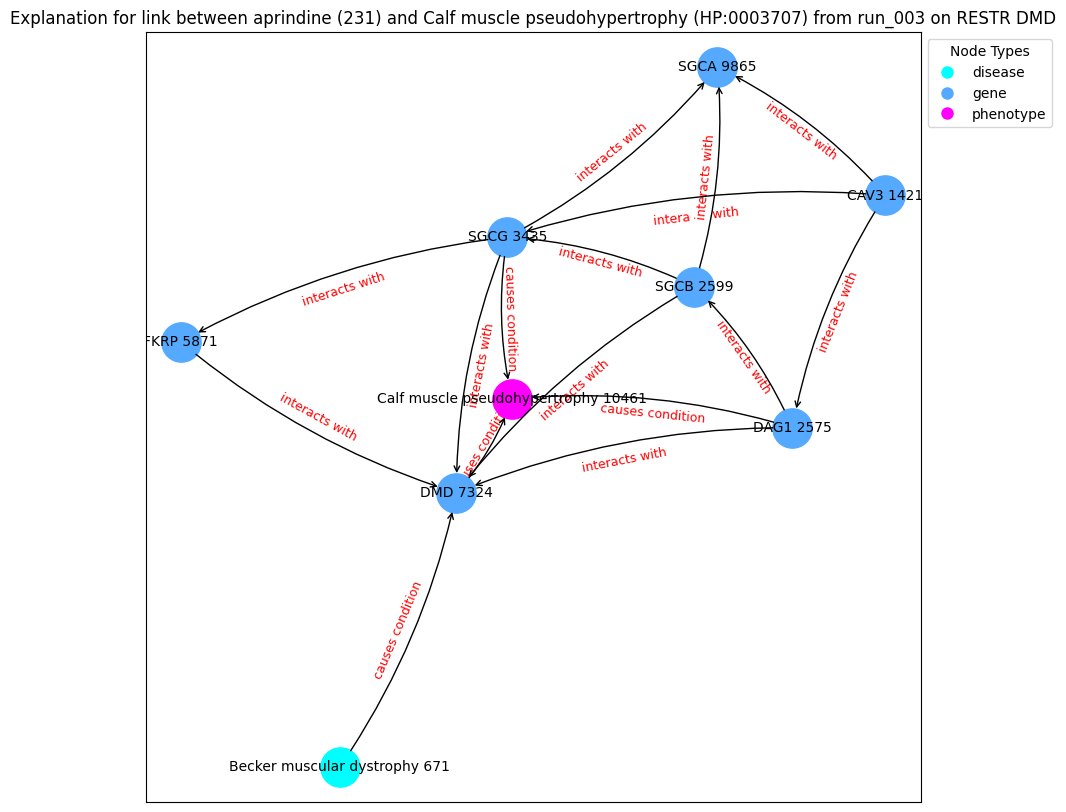 Explanation for link between aprindine (231) and Calf muscle pseudohypertrophy (HP:0003707) from run_003 on RESTR DMD
Node Types
disease
gene
phenotype
SGCA 9865
interacts with
interacts with
interacts with
CAV3 1421
intera with
SGCG 3435
interacts with
SGCB 2599
interacts with
causes condition
interacts with
FKRP 5871
interacts with
interacts with
interacts with
Calf muscle pseudohypertrophy 10461
causes condition
interacts with
DAG1 2575
uses condition
interacts with
DMD 7324
causes condition
Becker muscular dystrophy 671